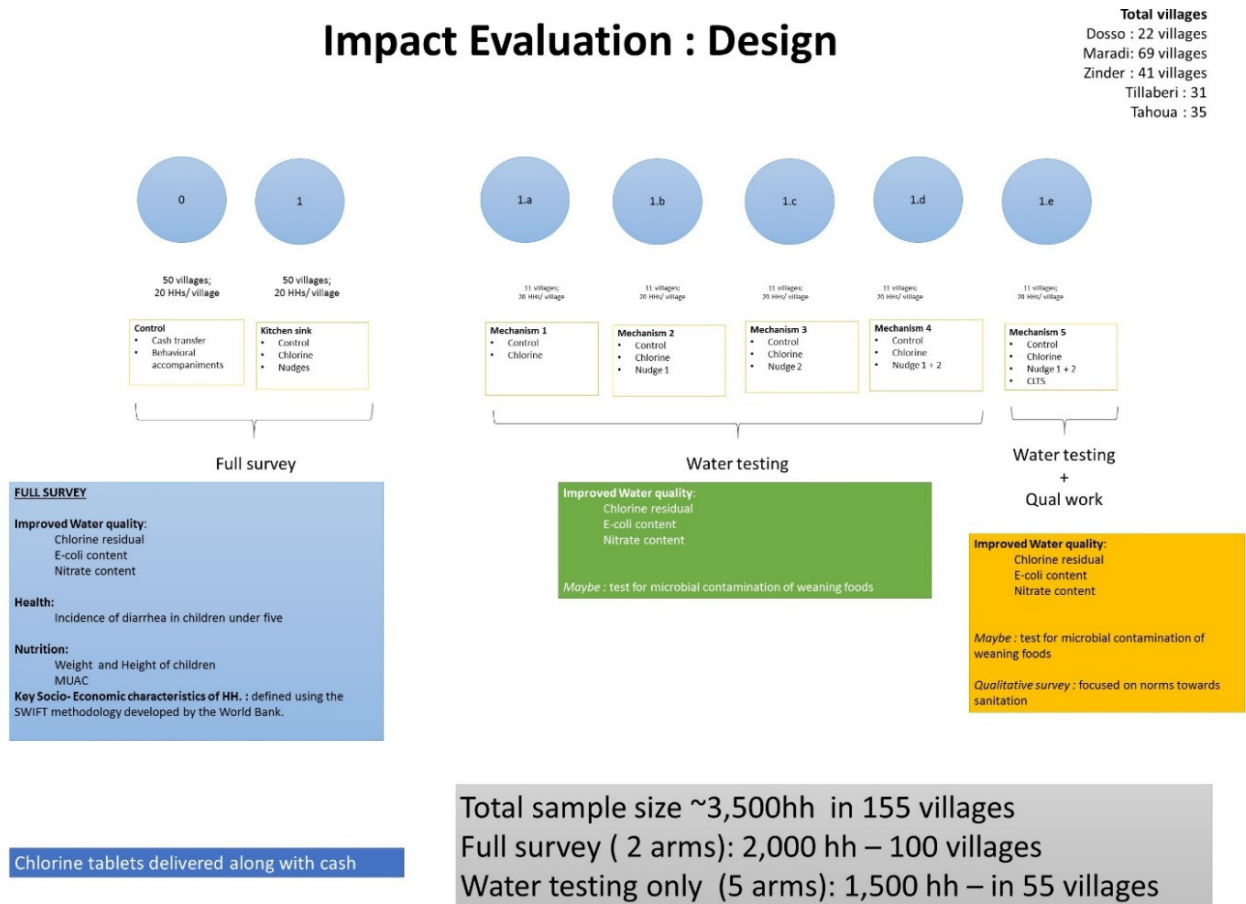 Impact Evaluation : Design
Total villages
Dosso : 22 villages
Maradi: 69 villages
Zinder : 41 villages
Tillaberi : 31
Tahoua : 35
0
1
1.a
1.b
1.c
1.d
1.e
50 villages;
20 HHs/ village
50 villages;
20 HHs/ village
11 villages;
20 HHs/ village
11 villages;
20 HHs/ village
11 villages;
20 HHs/ village
11 villages;
20 HHs/ village
11 villages;
20 HHs/ village
Control
• Cash transfer
• Behavioral
accompaniments
Kitchen sink
• Control
• Chlorine
• Nudges
Mechanism 1
• Control
• Chlorine
Mechanism 2
• Control
• Chlorine
• Nudge 1
Mechanism 3
• Control
• Chlorine
• Nudge 2
Mechanism 4
• Control
• Chlorine
• Nudge 1 + 2
Mechanism 5
• Control
• Chlorine
• Nudge 1 + 2
• CLTS
Full survey
Water testing
Water testing
+
Qual work
FULL SURVEY
Improved Water quality:
Chlorine residual
E-coli content
Nitrate content
Health:
Incidence of diarrhea in children under five
Nutrition:
Weight and Height of children
MUAC
Key Socio- Economic characteristics of HH. : defined using the
SWIFT methodology developed by the World Bank.
Improved Water quality:
Chlorine residual
E-coli content
Nitrate content
Maybe : test for microbial contamination of weaning foods
Improved Water quality:
Chlorine residual
E-coli content
Nitrate content
Maybe : test for microbial contamination of
weaning foods
Qualitative survey : focused on norms towards
sanitation
Chlorine tablets delivered along with cash
Total sample size ~3,500hh in 155 villages
Full survey ( 2 arms): 2,000 hh – 100 villages
Water testing only (5 arms): 1,500 hh – in 55 villages